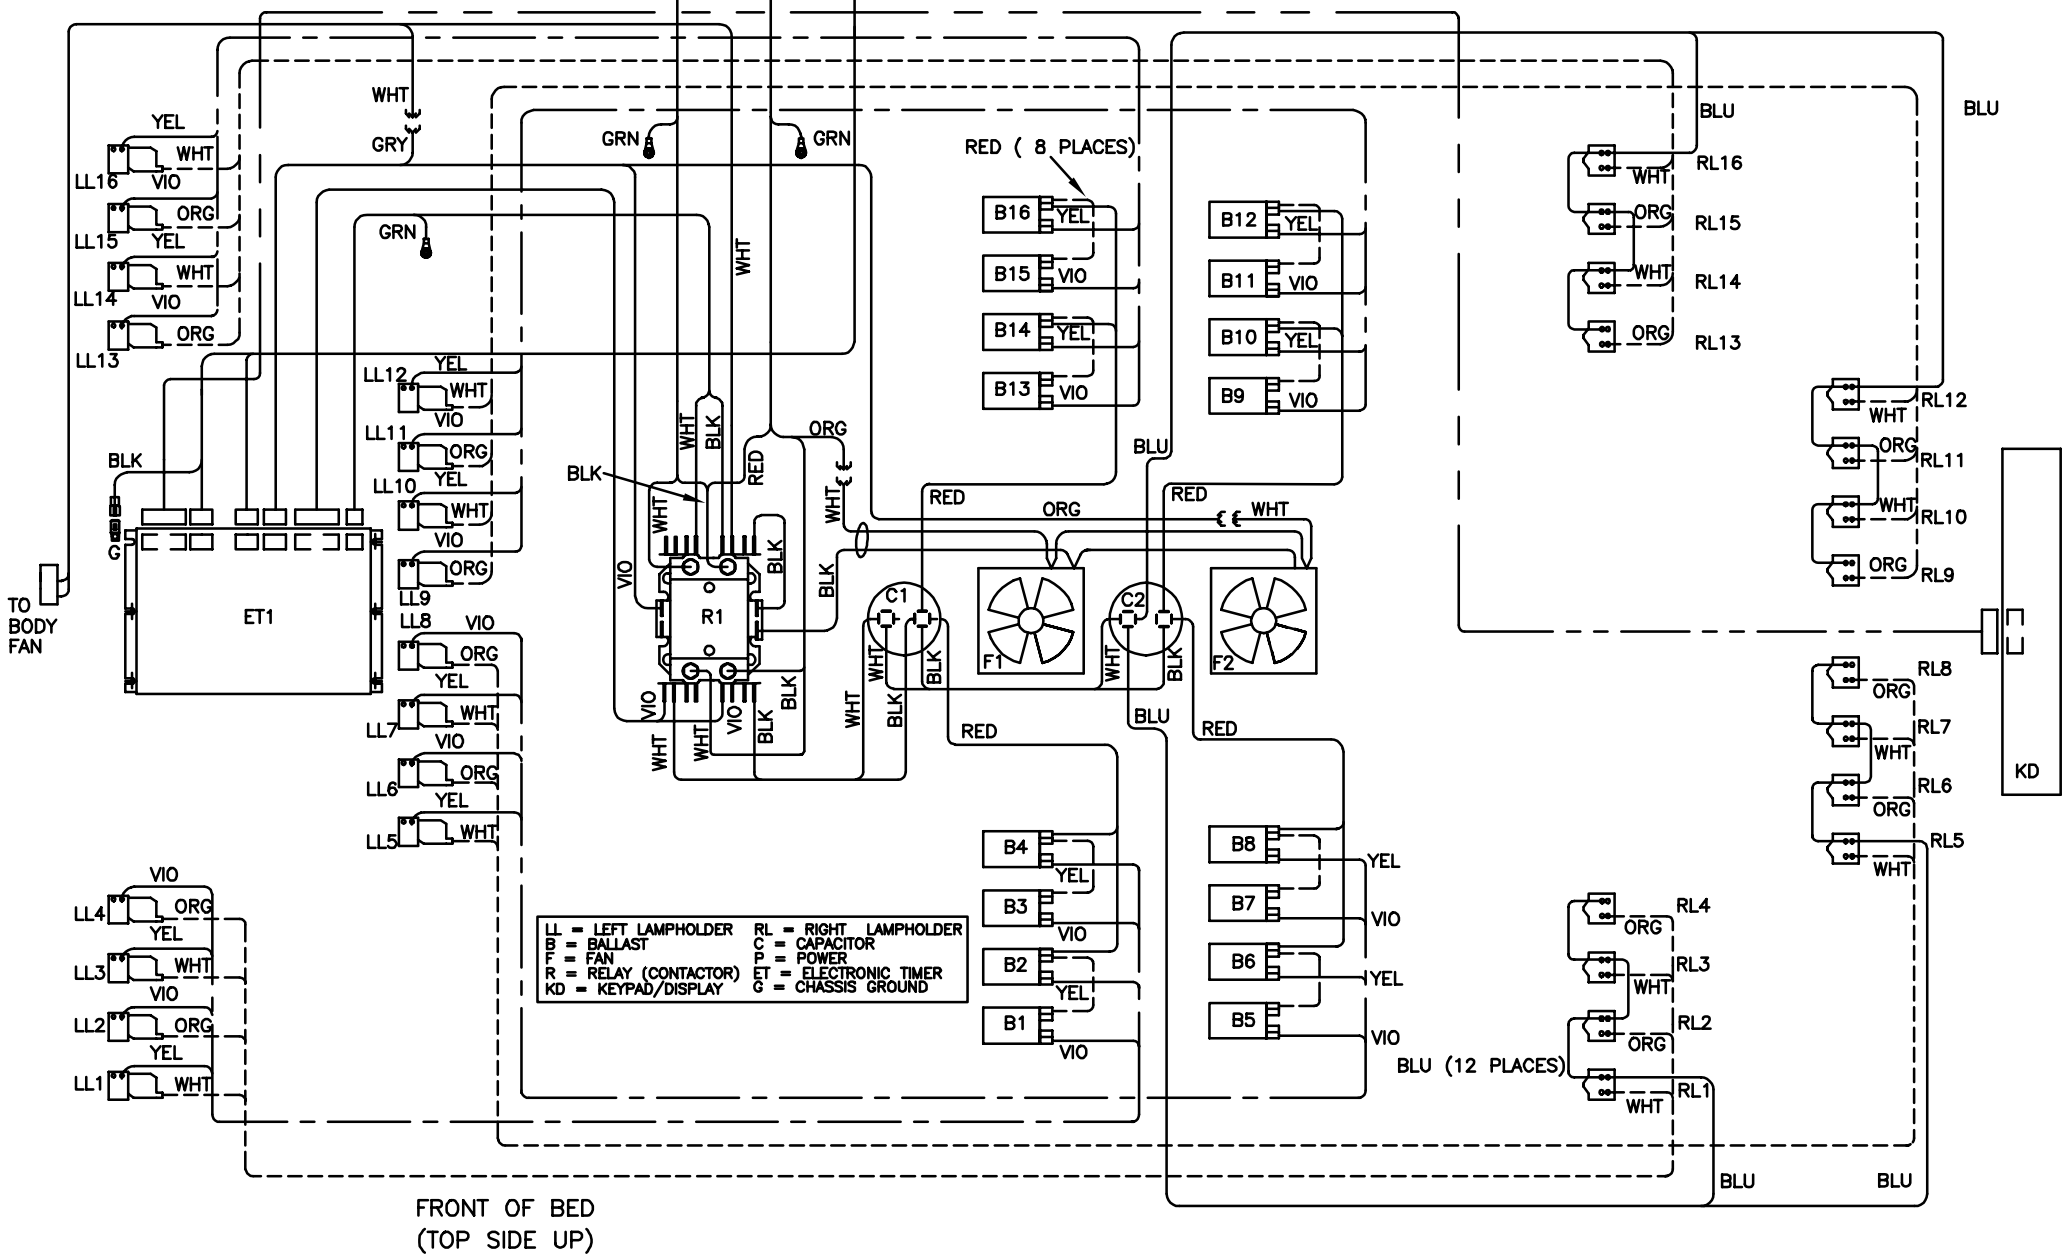 WHT
BLU
YEL
BLU
GRN
GRN
RED ( 8 PLACES)
GRY
WHT
RL16
LL16
VIO
WHT
ORG
B16
YEL
B12
YEL
ORG
RL15
LL15
YEL
GRN
WHT
WHT
B15
VIO
B11
VIO
WHT
RL14
LL14
VIO
ORG
B14
YEL
B10
YEL
ORG
RL13
LL13
YEL
LL12
WHT
B13
VIO
B9
VIO
RL12
WHT
VIO
LL11
ORG
WHT
BLK
ORG
BLU
ORG
RL11
BLK
YEL
BLK
RED
LL10
WHT
RED
RED
WHT
RL10
WHT
WHT
ORG
WHT
G
VIO
ORG
BLK
ORG
RL9
VIO
BLK
LL9
C1
C2
TO
BODY
FAN
ET1
LL8
VIO
R1
ORG
WHT
BLK
F1
WHT
BLK
F2
RL8
ORG
YEL
VIO
WHT
BLK
BLK
WHT
VIO
BLK
WHT
WHT
BLU
RED
RED
LL7
VIO
RL7
WHT
ORG
LL6
YEL
KD
RL6
ORG
LL5
WHT
B4
YEL
B8
YEL
RL5
WHT
VIO
LL4
ORG
YEL
B3
VIO
B7
VIO
RL4
ORG
LL = LEFT LAMPHOLDER RL = RIGHT LAMPHOLDER
B = BALLAST C = CAPACITOR
F = FAN P = POWER
R = RELAY (CONTACTOR) ET = ELECTRONIC TIMER
KD = KEYPAD/DISPLAY G = CHASSIS GROUND
LL3
WHT
VIO
B2
YEL
B6
YEL
RL3
WHT
LL2
ORG
YEL
B1
VIO
B5
VIO
RL2
ORG
BLU (12 PLACES)
LL1
WHT
RL1
WHT
BLU
BLU
FRONT OF BED
(TOP SIDE UP)